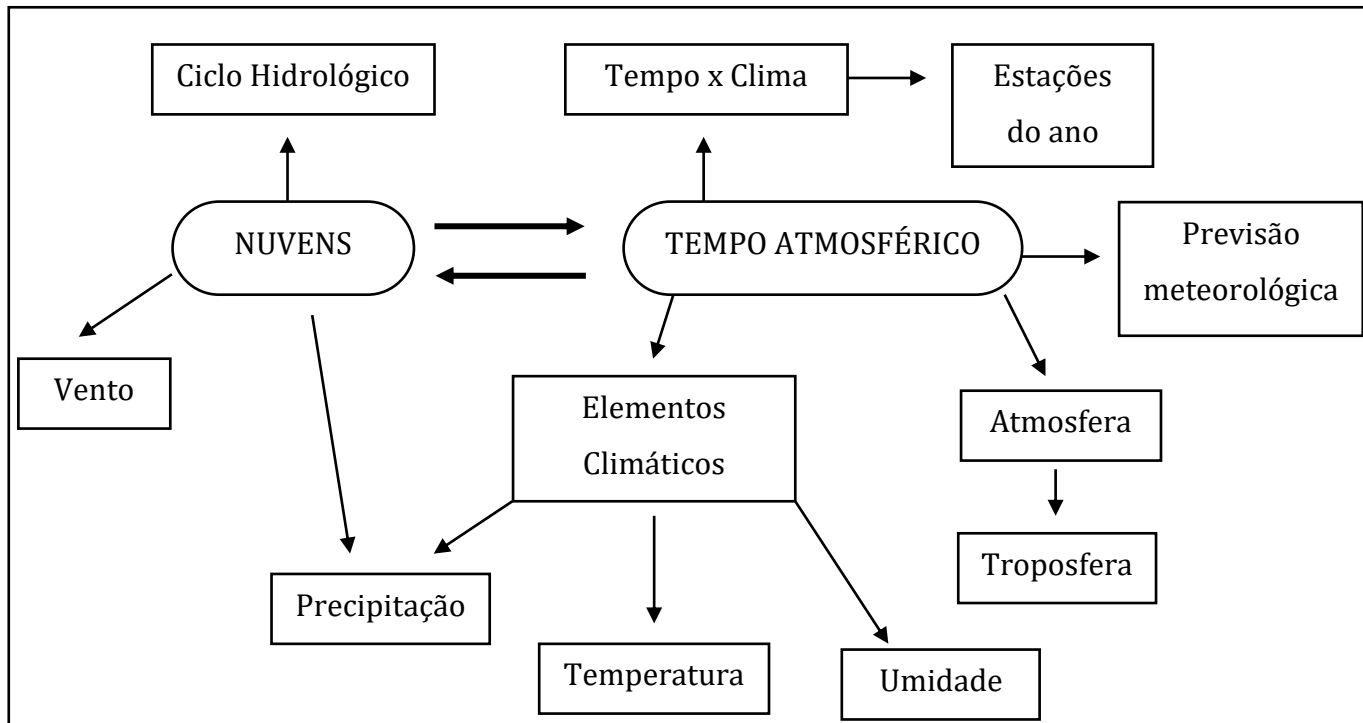 Ciclo Hidrológico
Tempo x Clima
Estações
do ano
NUVENS
TEMPO ATMOSFÉRICO
Previsão
meteorológica
Vento
Elementos
Climáticos
Atmosfera
Troposfera
Precipitação
Temperatura
Umidade